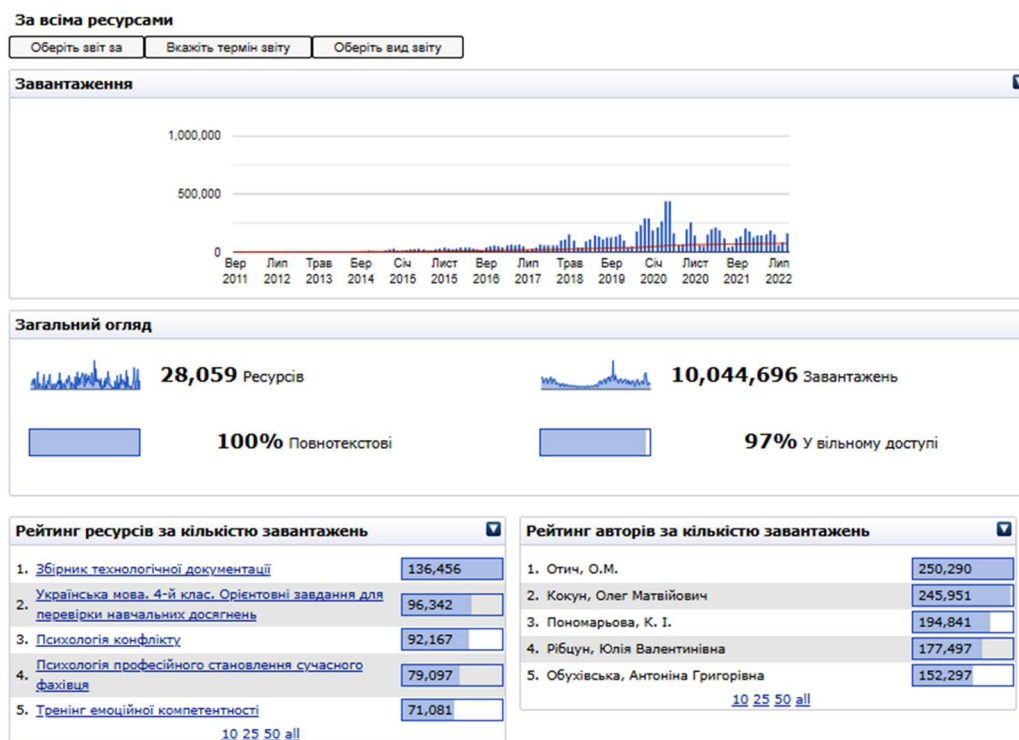 За всіма ресурсами
Оберіть звіт за Вкажіть термін звіту Оберіть вид звіту
Завантаження
1,000,000
500,000
0
Вер Лип Трав Бер Січ Лист Вер Лип Трав Бер Січ Лист Вер Лип
2011 2012 2013 2014 2015 2015 2016 2017 2018 2019 2020 2020 2021 2022
Загальний огляд
28,059 Ресурсів 10,044,696 Завантажень
100% Повнотекстові 97% У вільному доступі
Рейтинг ресурсів за кількістю завантажень
1. Збірник технологічної документації 136,456
2. Українська мова. 4-й клас. Орієнтовні завдання для
перевірки навчальних досягнень 96,342
3. Психологія конфлікту 92,167
4. Психологія професійного становлення сучасного
фахівця 79,097
5. Тренінг емоційної компетентності 71,081
10 25 50 all
Рейтинг авторів за кількістю завантажень
1. Отич, О.М. 250,290
2. Кокун, Олег Матвійович 245,951
3. Пономарьова, К. І. 194,841
4. Рібцун, Юлія Валентинівна 177,497
5. Обухівська, Антоніна Григорівна 152,297
10 25 50 all